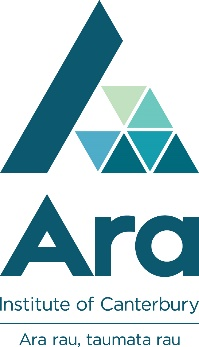 Ara
Institute of Canterbury
Ara rau, taumata rau